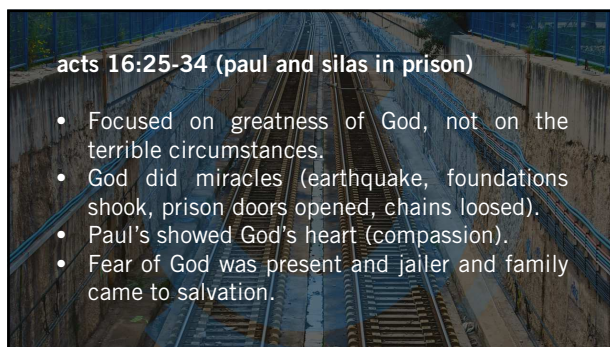 acts 16:25-34 (paul and silas in prison)
• Focused on greatness of God, not on the
terrible circumstances.
• God did miracles (earthquake, foundations
shook, prison doors opened, chains loosed).
• Paul’s showed God’s heart (compassion).
• Fear of God was present and jailer and family
came to salvation.